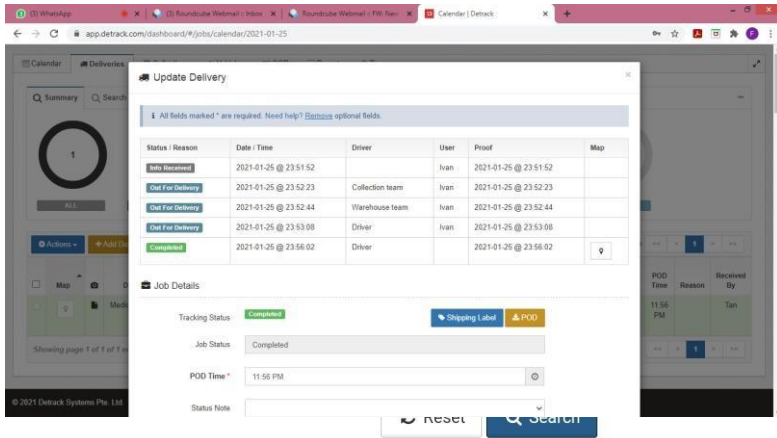 (3) WhatsApp
(3) Roundcube Webmail :: Inbox
Roundcube Webmail :: FW: New
Calendar | Detrack
app.detrack.com/dashboard/#/jobs/calendar/2021-01-25
Calendar
Deliveries
Update Delivery
Summary
Search
All fields marked * are required. Need help? Remove optional fields.
Status / Reason Date / Time Driver User Proof Map
Info Received 2021-01-25 @ 23:51:52 Ivan 2021-01-25 @ 23:51:52
Out For Delivery 2021-01-25 @ 23:52:23 Collection team Ivan 2021-01-25 @ 23:52:23
Out For Delivery 2021-01-25 @ 23:52:44 Warehouse team Ivan 2021-01-25 @ 23:52:44
Out For Delivery 2021-01-25 @ 23:53:08 Driver Ivan 2021-01-25 @ 23:53:08
Completed 2021-01-25 @ 23:56:02 Driver 2021-01-25 @ 23:56:02
1
ALL
Actions
+Add De
1
Map
D
POD Time
Reason
Received By
Medic
11:56 PM
Tan
Job Details
Tracking Status Completed Shipping Label POD
Job Status Completed
POD Time * 11:56 PM
Status Note
Showing page 1 of 1 of 1
1
© 2021 Detrack Systems Pte. Ltd.
Reset Search